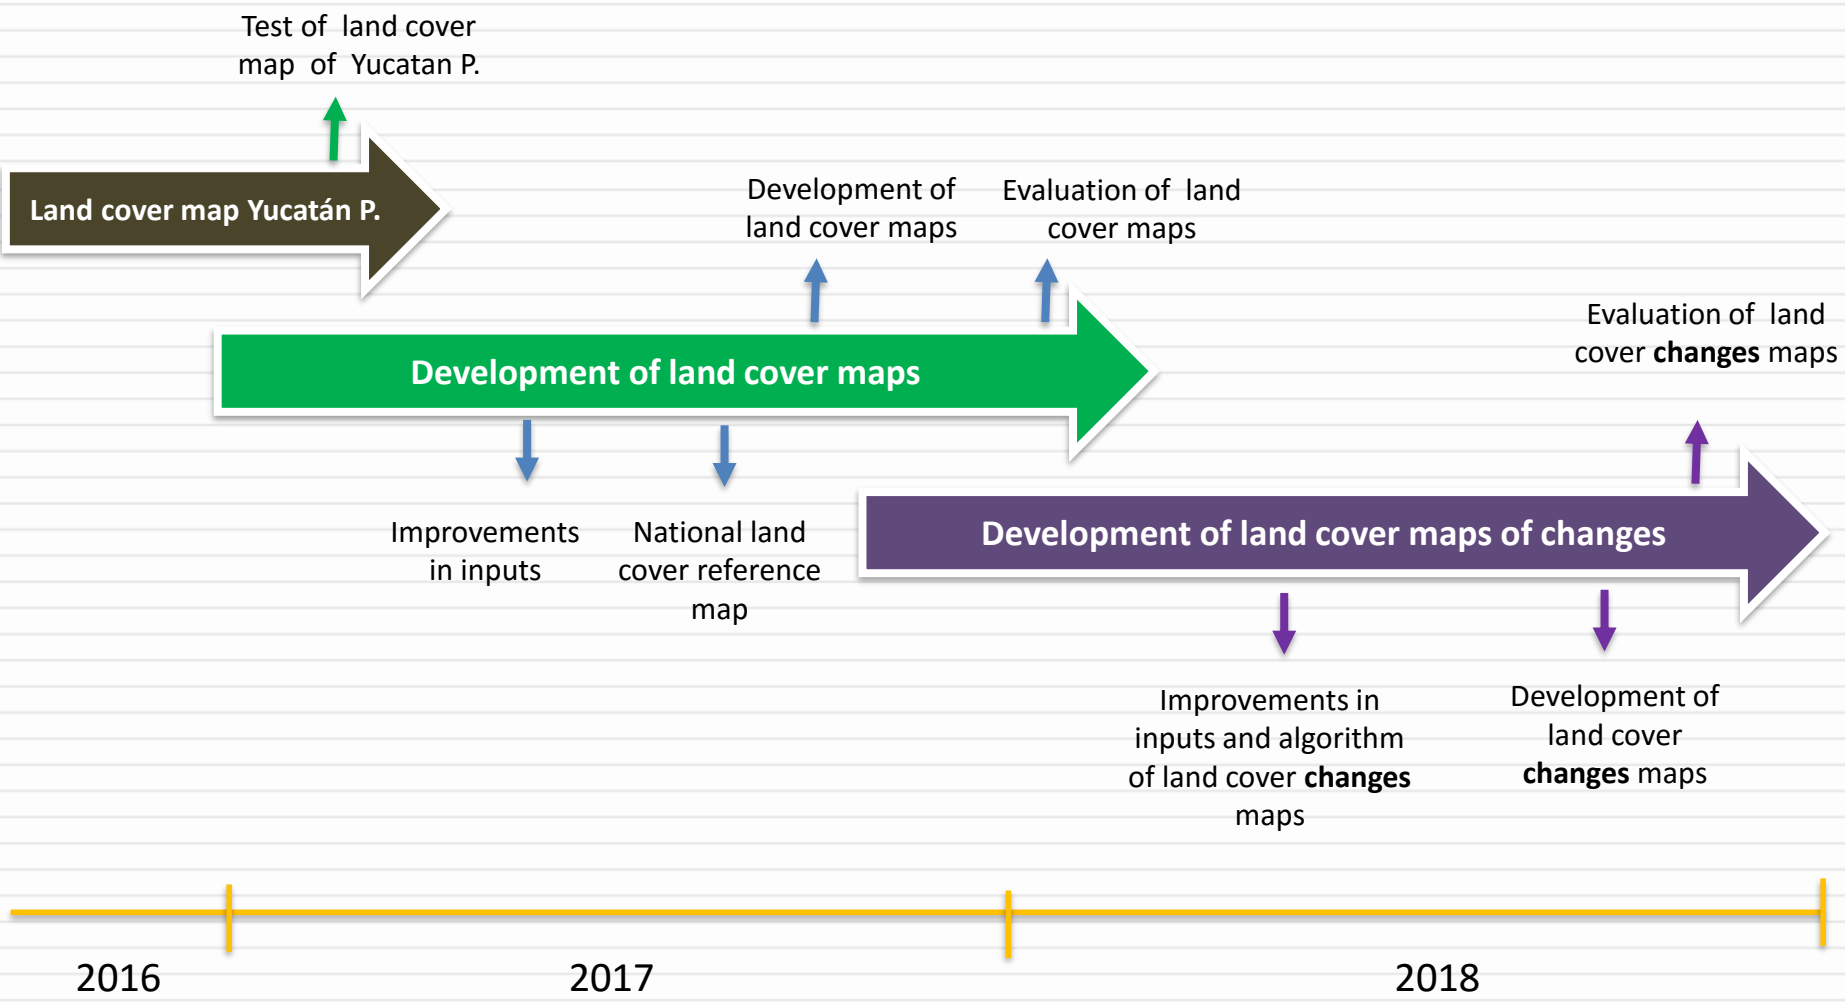 Test of land cover
map of Yucatan P.
Land cover map Yucatán P.
Development of
land cover maps
Evaluation of land
cover maps
Development of land cover maps
Improvements
in inputs
National land
cover reference
map
Evaluation of land
cover changes maps
Development of land cover maps of changes
Improvements in
inputs and algorithm
of land cover changes
maps
Development of
land cover
changes maps
2016
2017
2018